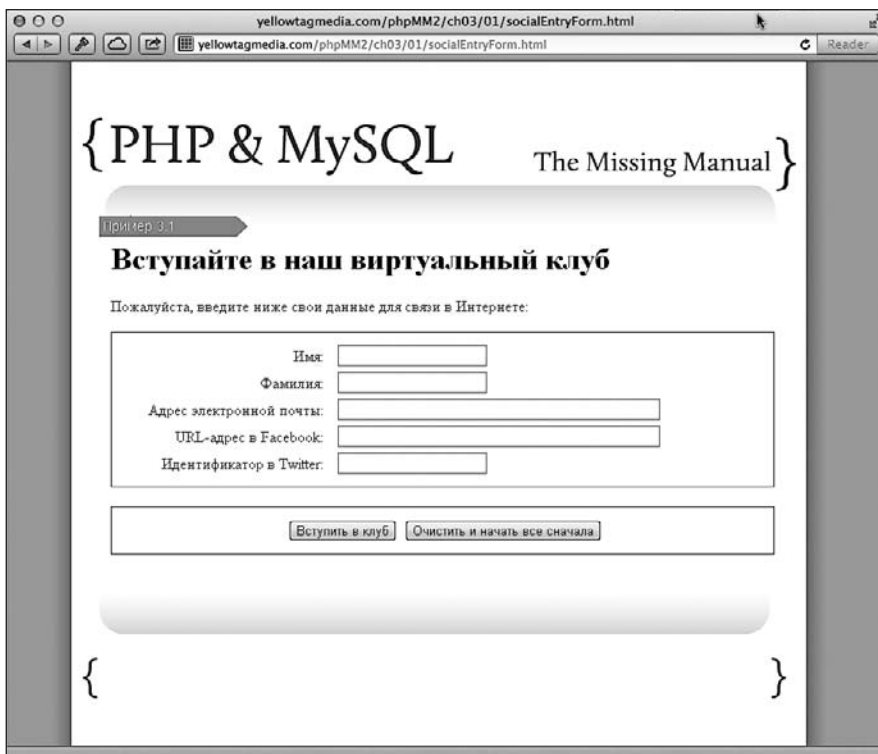 yellowtagmedia.com/phpMM2/ch03/01/socialEntryForm.html
yellowtagmedia.com/phpMM2/ch03/01/socialEntryForm.html
Reader
{PHP & MySQL
The Missing Manual}
Пример 3.1
Вступайте в наш виртуальный клуб
Пожалуйста, введите ниже свои данные для связи в Интернете:
Имя:
Фамилия:
Адрес электронной почты:
URL-адрес в Facebook:
Идентификатор в Twitter:
Вступить в клуб
Очистить и начать все сначала
{ }